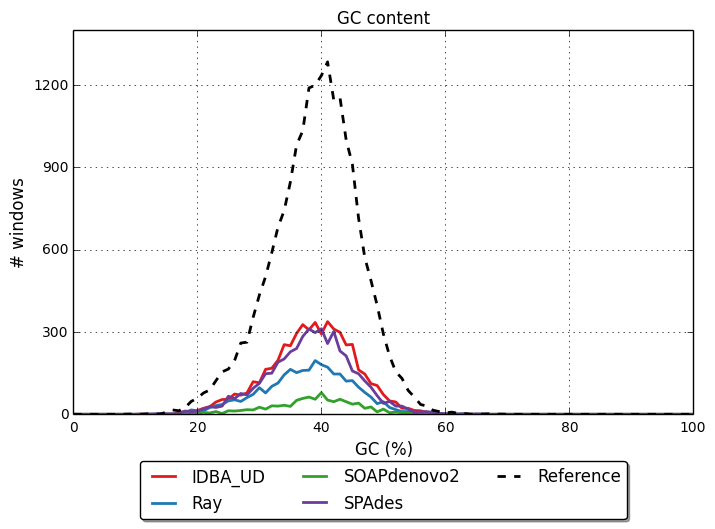 GC content
1200
900
600
300
0
# windows
0 20 40 60 80 100
GC (%)
IDBA_UD SOAPdenovo2 Reference
Ray SPAdes